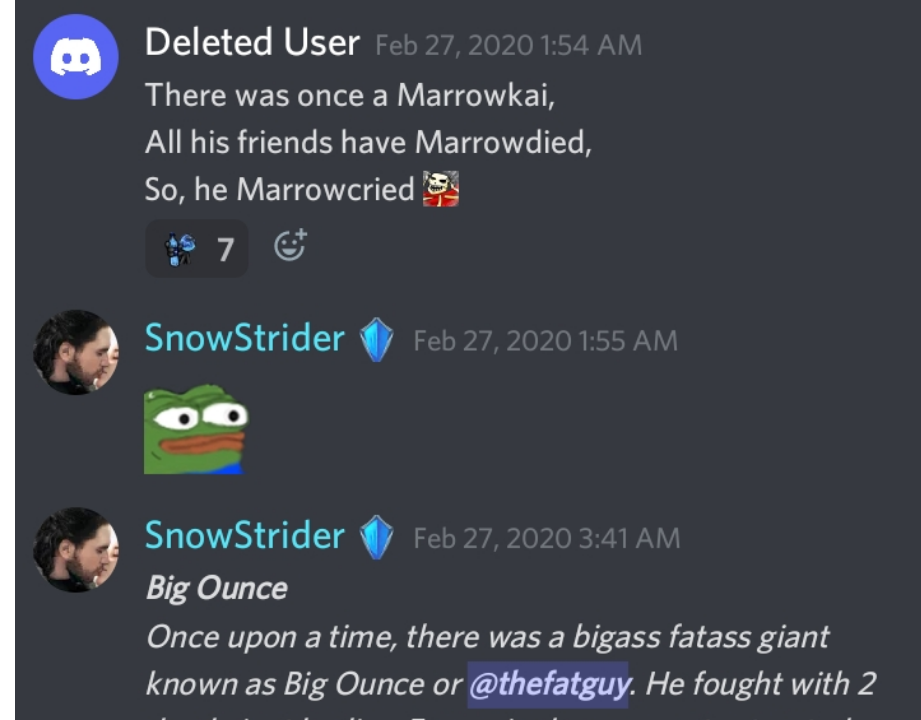 Deleted User Feb 27, 2020 1:54 AM
There was once a Marrowkai,
All his friends have Marrowdied,
So, he Marrowcried
7
SnowStrider Feb 27, 2020 1:55 AM
SnowStrider Feb 27, 2020 3:41 AM
Big Ounce
Once upon a time, there was a bigass fatass giant
known as Big Ounce or @thefatguy. He fought with 2